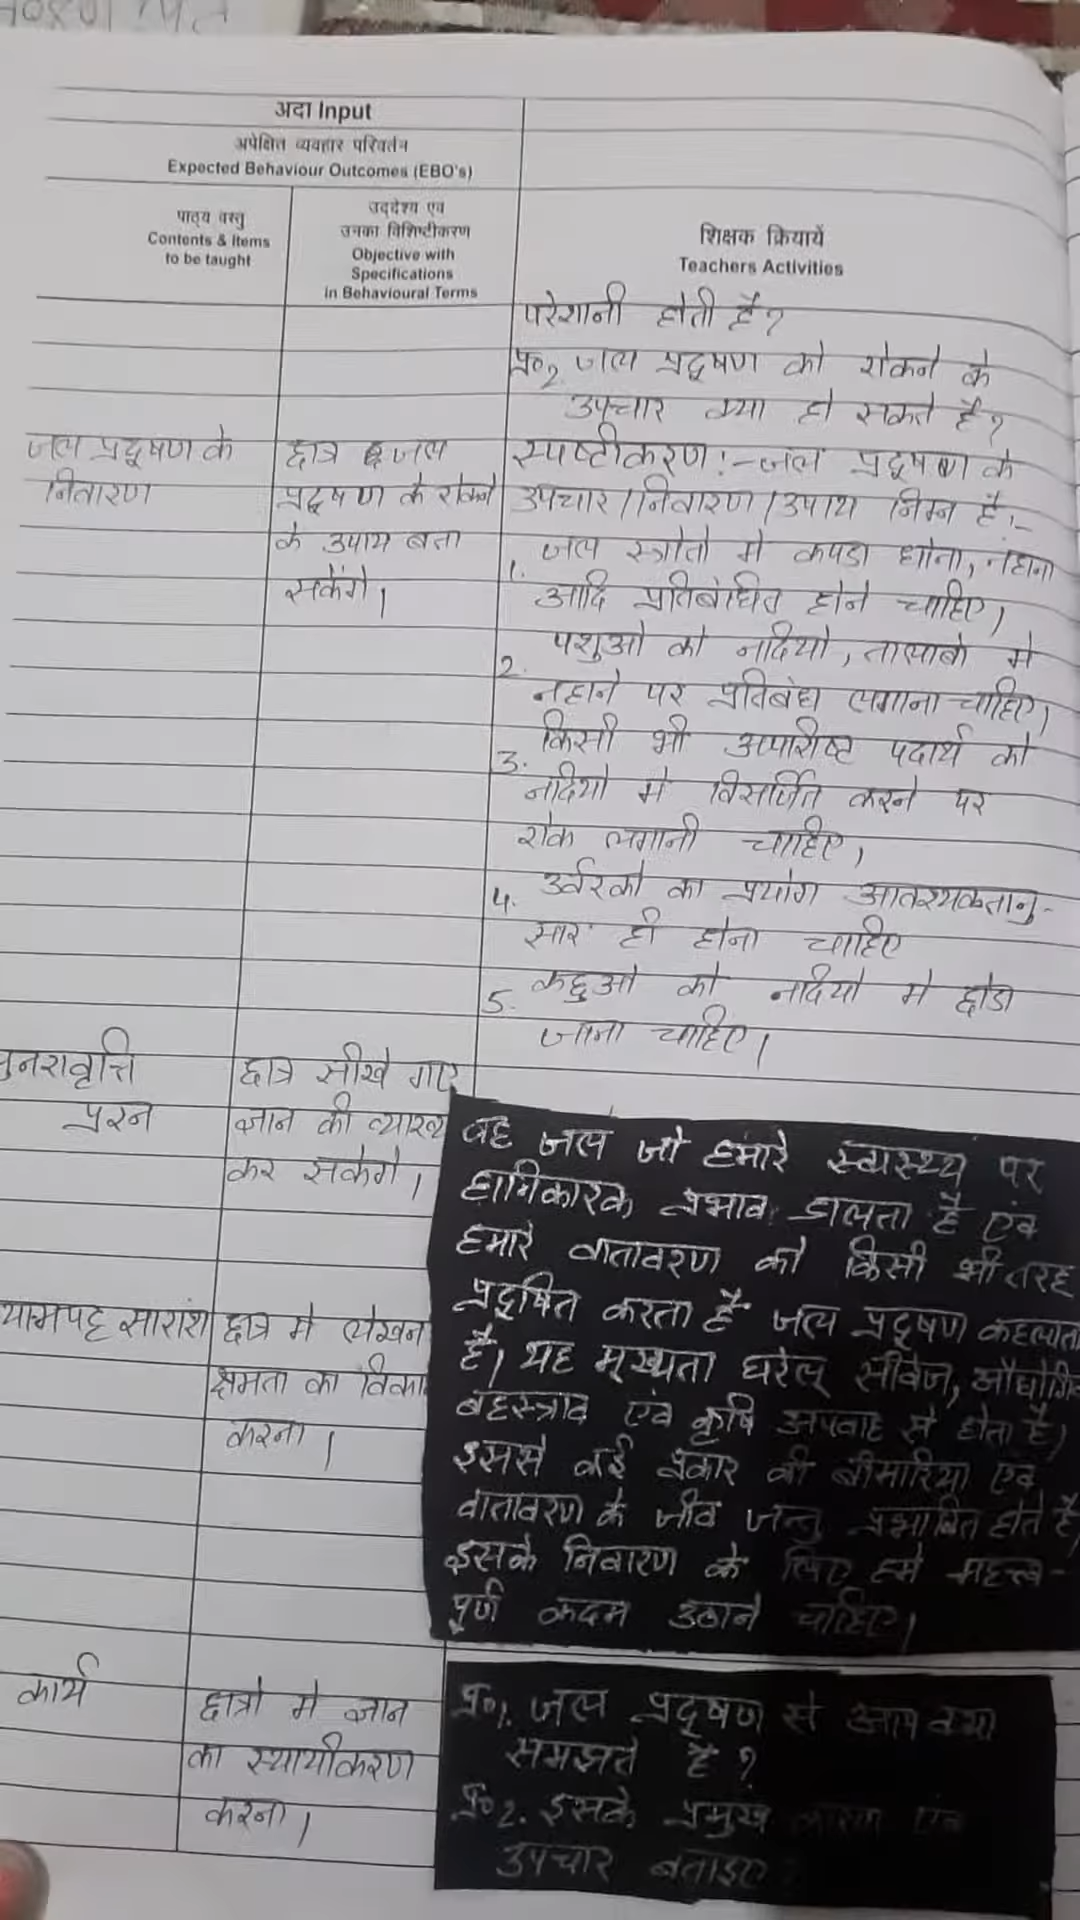 अदा Input
अपेक्षित व्यवहार परिवर्तन
Expected Behaviour Outcomes (EBO's)
पाठ्य वस्तु
Contents & Items
to be taught
उद्देश्य एवं
उनका विशिष्टीकरण
Objective with
Specifications
in Behavioural Terms
शिक्षक क्रियायें
Teachers Activities
परेशानी होती है?
प्र०2. जल प्रदूषण को रोकने के
उपचार क्या हो सकते है?
जल प्रदूषण के
निवारण
छात्र जल
प्रदूषण के रोकने
के उपाय बता
सकेंगे।
स्पष्टीकरण:- जल प्रदूषण के
उपचार/निवारण/उपाय निम्न है:-
1. जल स्त्रोतो मे कपडा धोना, नहाना
आदि प्रतिबंधित होने चाहिए।
2. पशुओ को नदियो, तालाबो मे
नहाने पर प्रतिबंध लगाना चाहिए।
3. किसी भी अपशिष्ट पदार्थ को
नदियो मे विसर्जित करने पर
रोक लगानी चाहिए।
4. उर्वरको का प्रयोग आवश्यकतानु-
सार ही होना चाहिए
5. कछुओ को नदियो मे छोडा
जाना चाहिए।
पुनरावृत्ति
प्रश्न
छात्र सीखे गए
ज्ञान की व्याख्य
कर सकेगे।
श्यामपट्ट सारांश
छात्र मे लेखन
क्षमता का विका
करना।
वह जल जो हमारे स्वास्थ्य पर
हानिकारक प्रभाव डालता है एंव
हमारे वातावरण को किसी भी तरह
प्रदूषित करता है जल प्रदूषण कहलाता
है। यह मुख्यता घरेलू सीवेज, औधोगिक
बहस्त्राव एंव कृषि अपवाह से होता है।
इससे कई प्रकार की बीमारिया एंव
वातावरण के जीव जन्तु प्रभावित होते है
इसके निवारण के लिए हमे महत्त्व-
पूर्ण कदम उठाने चाहिए।
कार्य
छात्रो मे ज्ञान
का स्थायीकरण
करना।
प्र०1. जल प्रदूषण से आप क्या
समझते है?
प्र०2. इसके प्रमुख कारण एंव
उपचार बताइए